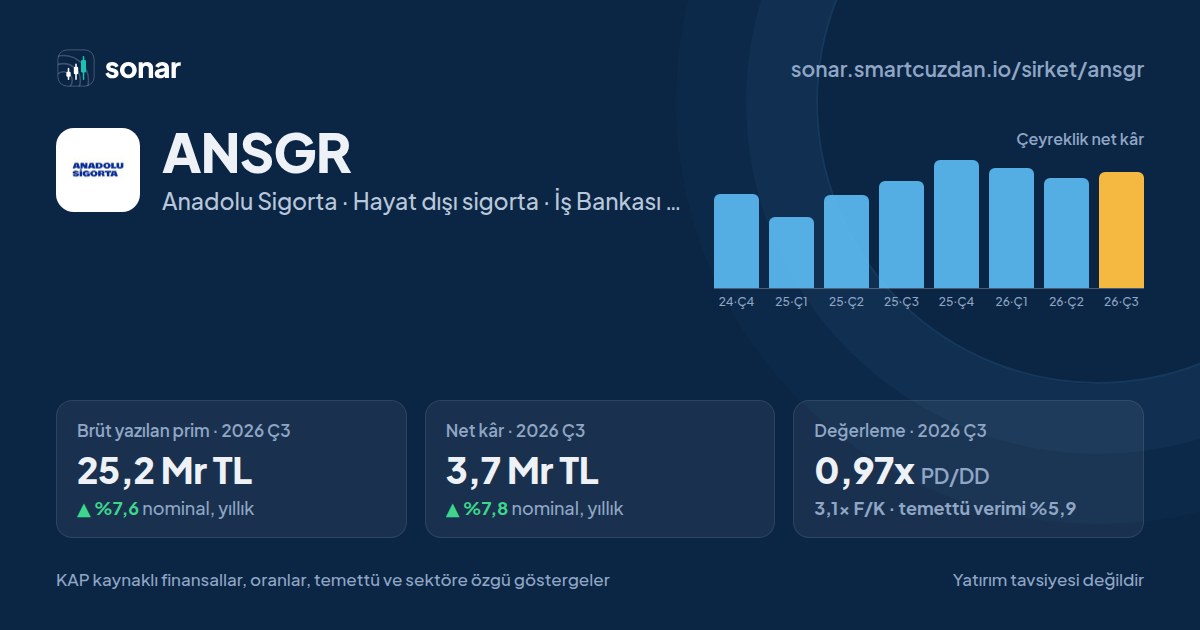 sonar
sonar.smartcuzdan.io/sirket/ansgr
ANADOLU
SİGORTA
ANSGR
Anadolu Sigorta · Hayat dışı sigorta · İş Bankası ...
Çeyreklik net kâr
24·Ç4 25·Ç1 25·Ç2 25·Ç3 25·Ç4 26·Ç1 26·Ç2 26·Ç3
Brüt yazılan prim · 2026 Ç3
25,2 Mr TL
▲ %7,6 nominal, yıllık
Net kâr · 2026 Ç3
3,7 Mr TL
▲ %7,8 nominal, yıllık
Değerleme · 2026 Ç3
0,97x PD/DD
3,1× F/K · temettü verimi %5,9
KAP kaynaklı finansallar, oranlar, temettü ve sektöre özgü göstergeler
Yatırım tavsiyesi değildir